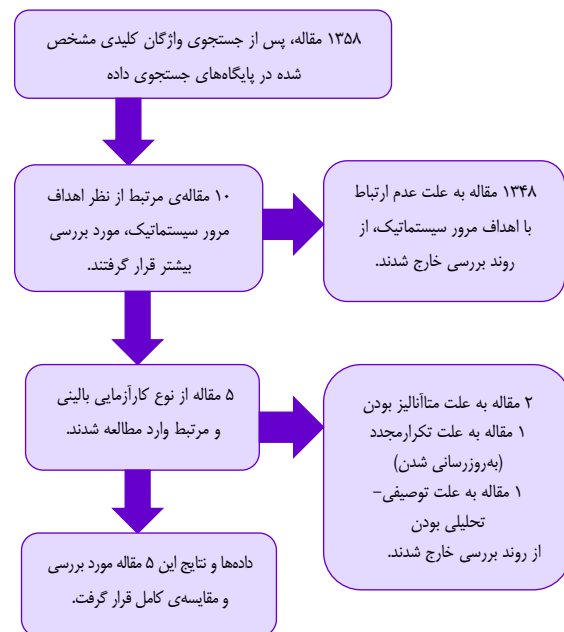 ۱۳۵۸ مقاله، پس از جستجوی واژگان کلیدی مشخص
شده در پایگاه‌های جستجوی داده
۱۰ مقاله‌ی مرتبط از نظر اهداف
مرور سیستماتیک، مورد بررسی
بیشتر قرار گرفتند.
۱۳۴۸ مقاله به علت عدم ارتباط
با اهداف مرور سیستماتیک، از
روند بررسی خارج شدند.
۵ مقاله از نوع کارآزمایی بالینی
و مرتبط وارد مطالعه شدند.
۲ مقاله به علت متاآنالیز بودن
۱ مقاله به علت تکرارمجدد
(به‌روزرسانی شدن)
۱ مقاله به علت توصیفی-
تحلیلی بودن
از روند بررسی خارج شدند.
داده‌ها و نتایج این ۵ مقاله مورد بررسی
و مقایسه‌ی کامل قرار گرفت.